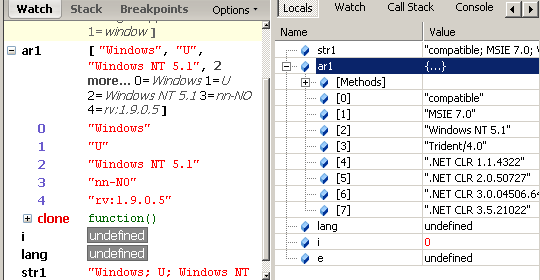 Watch Stack Breakpoints Options
1=window ]
ar1 [ "Windows", "U",
"Windows NT 5.1", 2
more... 0=Windows 1=U
2=Windows NT 5.1 3=nn-NO
4=rv:1.9.0.5 ]
0 "Windows"
1 "U"
2 "Windows NT 5.1"
3 "nn-NO"
4 "rv:1.9.0.5"
clone function()
i undefined
lang undefined
str1 "Windows; U; Windows NT
Locals Watch Call Stack Console
Name Value
str1 "compatible; MSIE 7.0;
ar1 {...}
[Methods]
[0] "compatible"
[1] "MSIE 7.0"
[2] "Windows NT 5.1"
[3] "Trident/4.0"
[4] ".NET CLR 1.1.4322"
[5] ".NET CLR 2.0.50727"
[6] ".NET CLR 3.0.04506.64
[7] ".NET CLR 3.5.21022"
lang undefined
i 0
e undefined